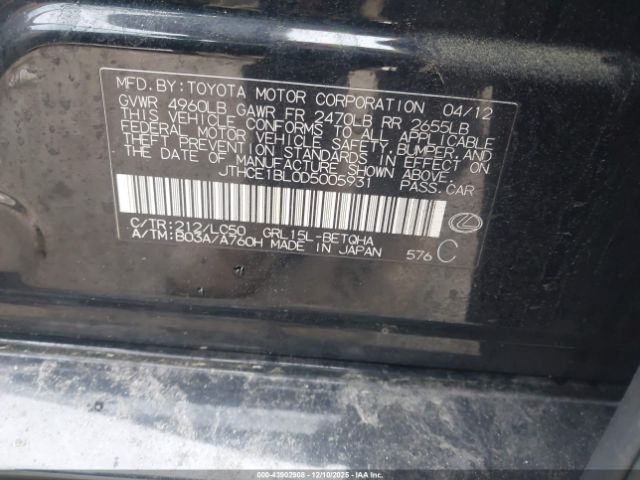 MFD.BY:TOYOTA MOTOR CORPORATION 04/12
GVWR 4960LB GAWR FR 2470LB RR 2655LB
THIS VEHICLE CONFORMS TO ALL APPLICABLE
FEDERAL MOTOR VEHICLE SAFETY,BUMPER,AND
THEFT PREVENTION STANDARDS IN EFFECT ON
THE DATE OF MANUFACTURE SHOWN ABOVE.
JTHCE1BL0D5005931 PASS.CAR
C/TR:212/LC50 GRL15L-BETQHA
A/TM:B03A/A760H MADE IN JAPAN 576 C
000-43902908 - 12/10/2025 - IAAI.COM